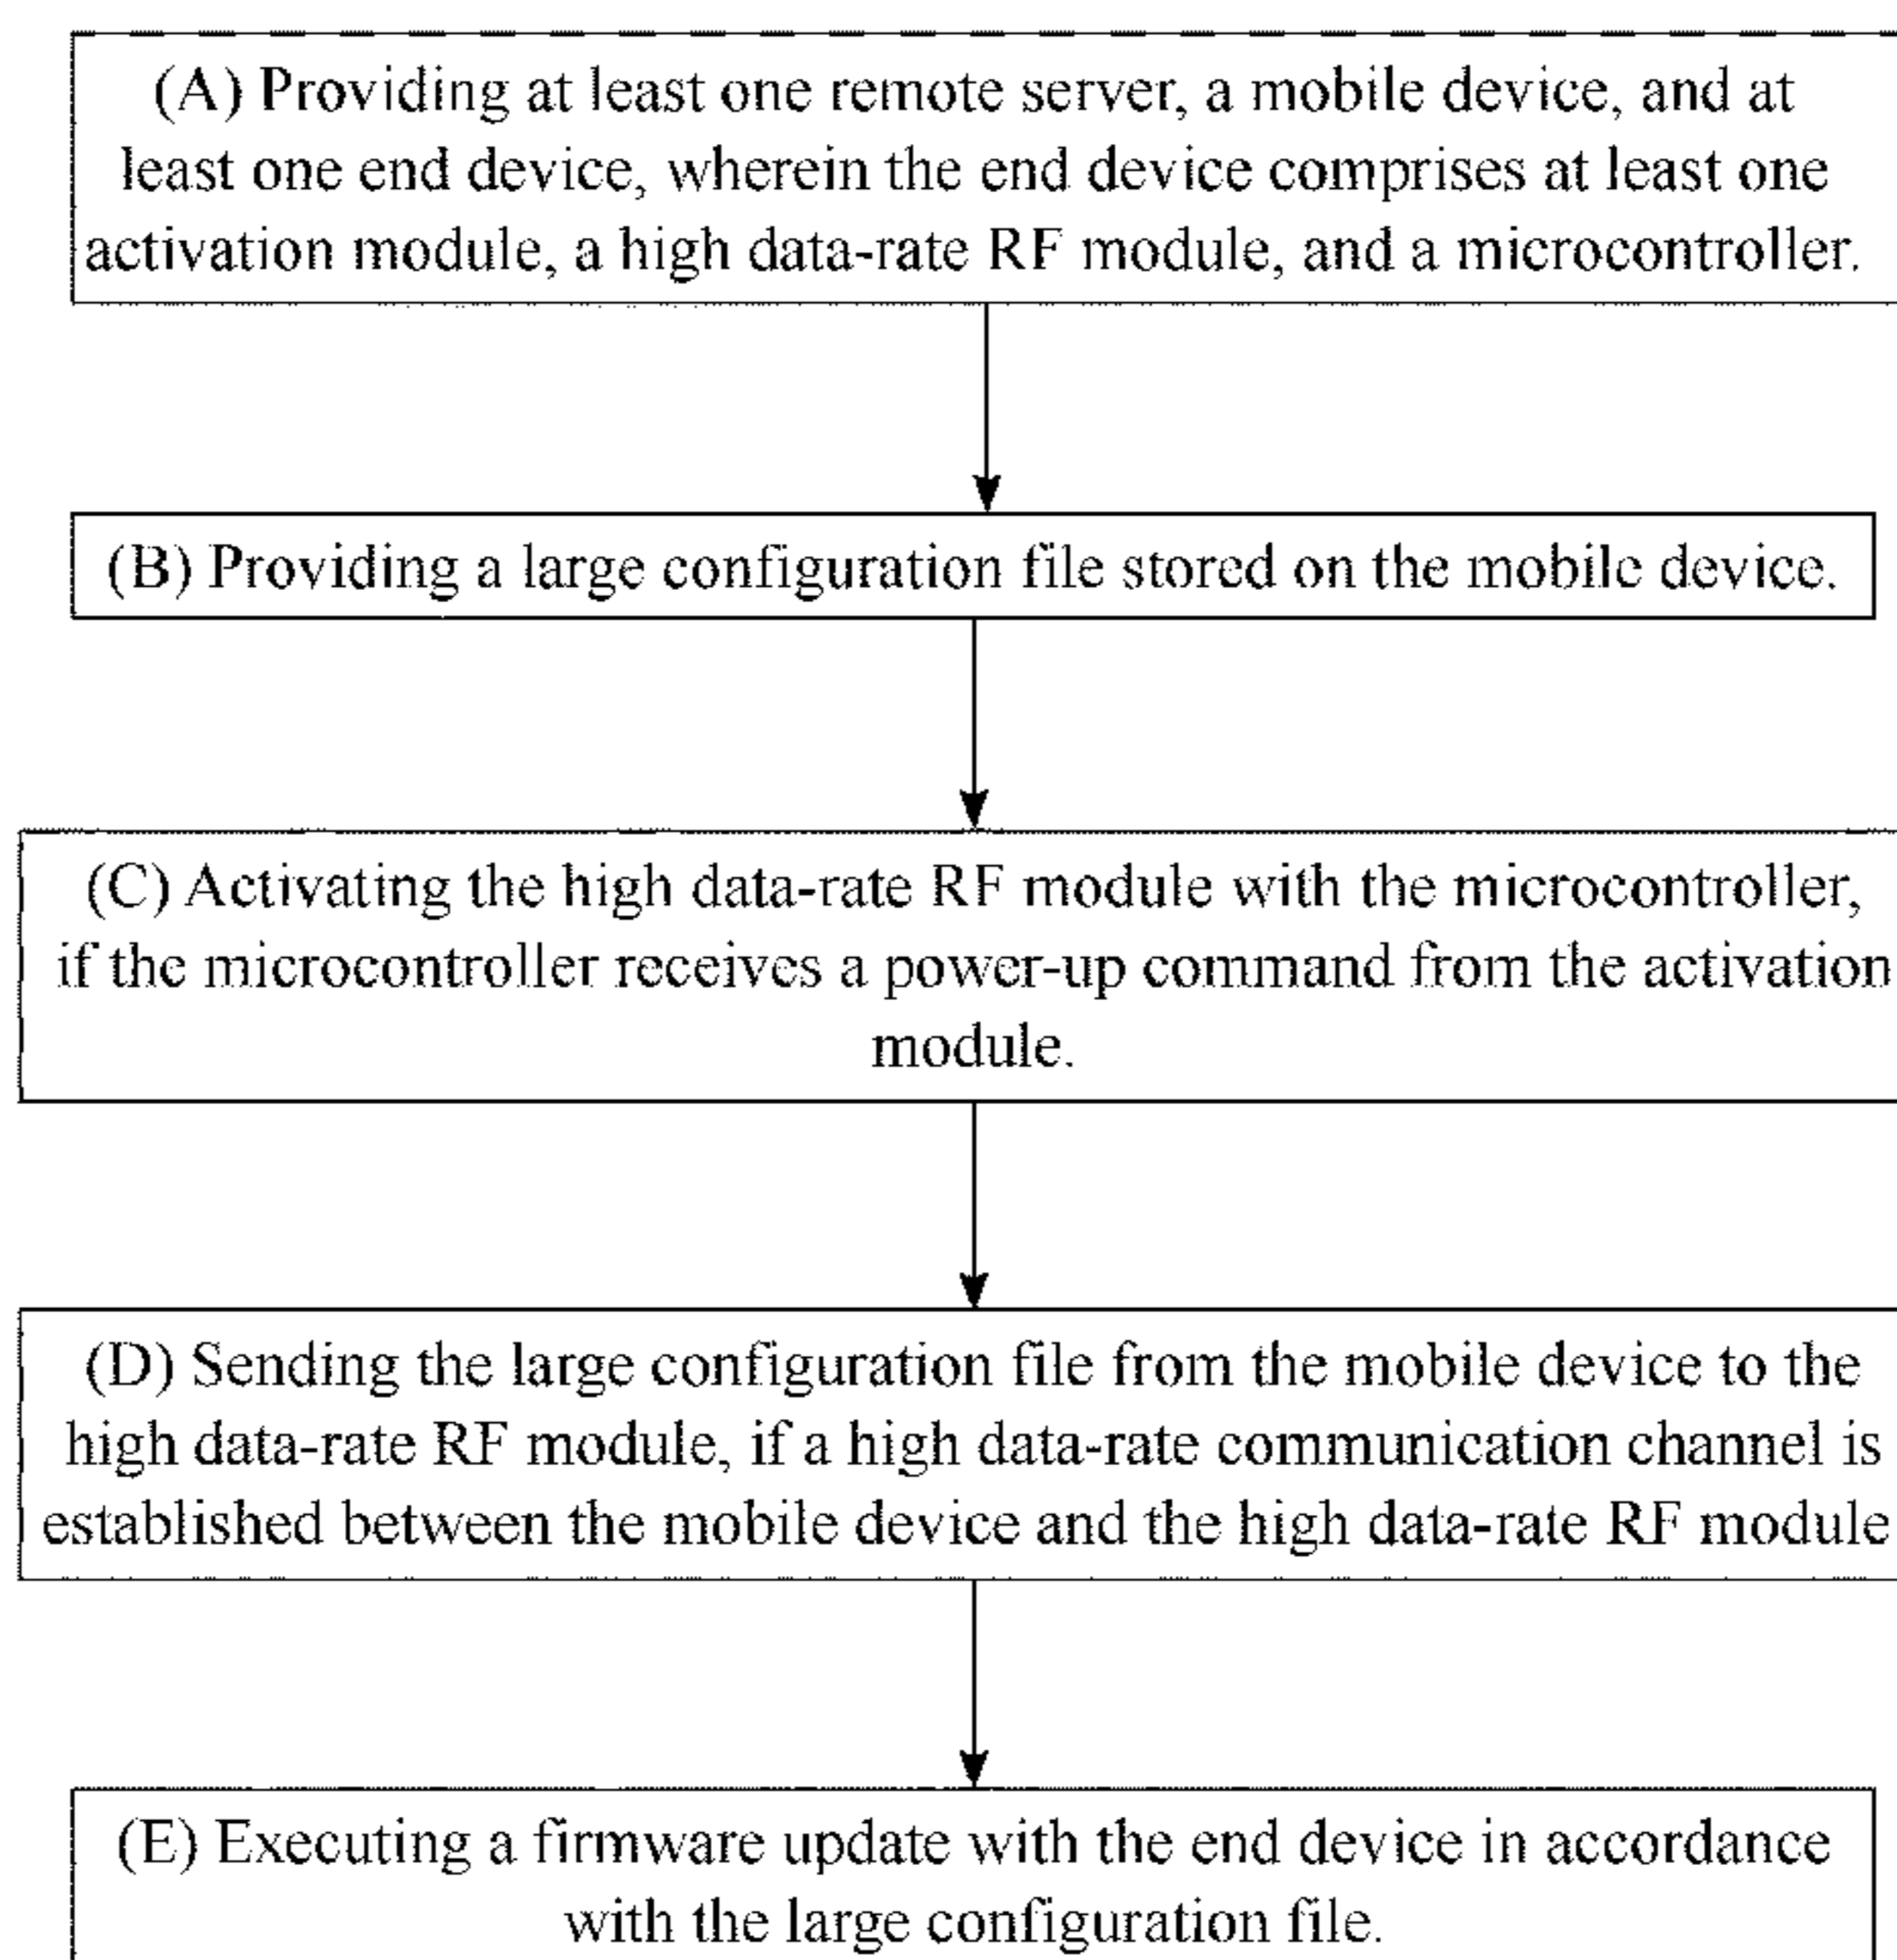 (A) Providing at least one remote server, a mobile device, and at
least one end device, wherein the end device comprises at least one
activation module, a high data-rate RF module, and a microcontroller.
(B) Providing a large configuration file stored on the mobile device.
(C) Activating the high data-rate RF module with the microcontroller,
if the microcontroller receives a power-up command from the activation
module.
(D) Sending the large configuration file from the mobile device to the
high data-rate RF module, if a high data-rate communication channel is
established between the mobile device and the high data-rate RF module
(E) Executing a firmware update with the end device in accordance
with the large configuration file.